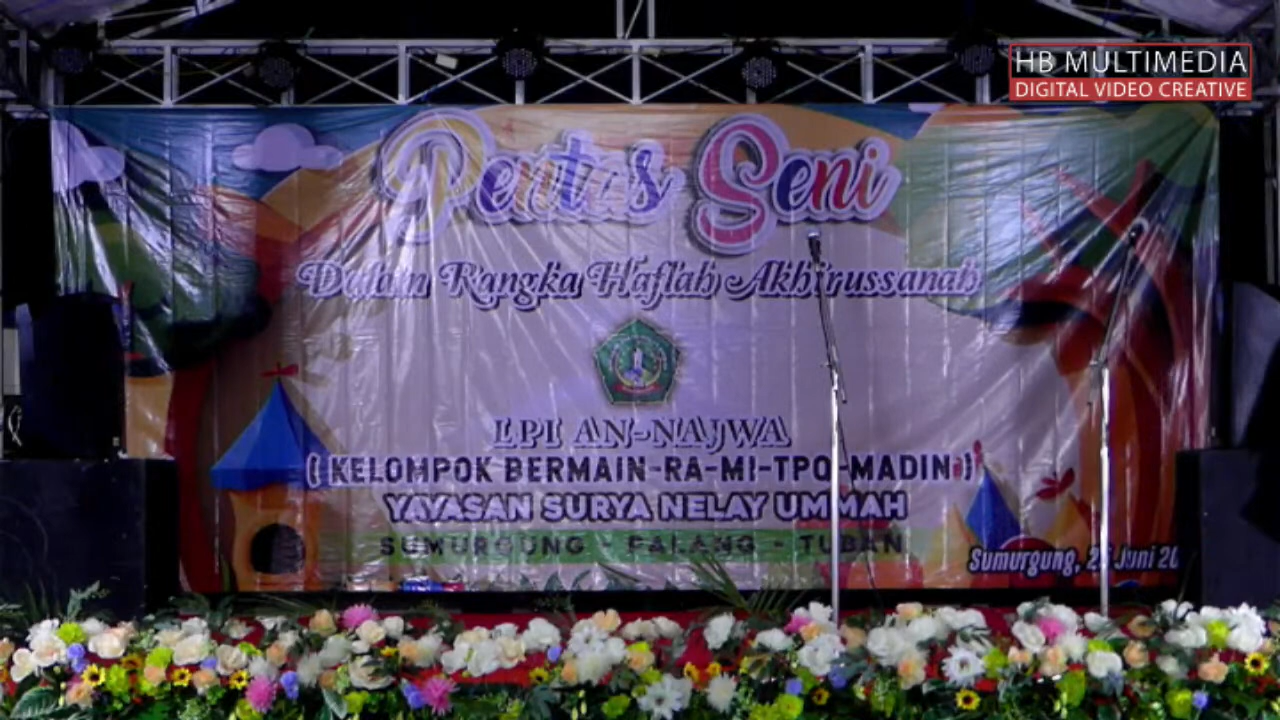 HB MULTIMEDIA
DIGITAL VIDEO CREATIVE
Pentas Seni
Dalam Rangka Haflah Akhirussanah
LPI AN-NAJWA
( KELOMPOK BERMAIN-RA-MI-TPQ-MADIN )
YAYASAN SURYA NELAY UMMAH
SUMURGUNG - PALANG - TUBAN
Sumurgung, Juni